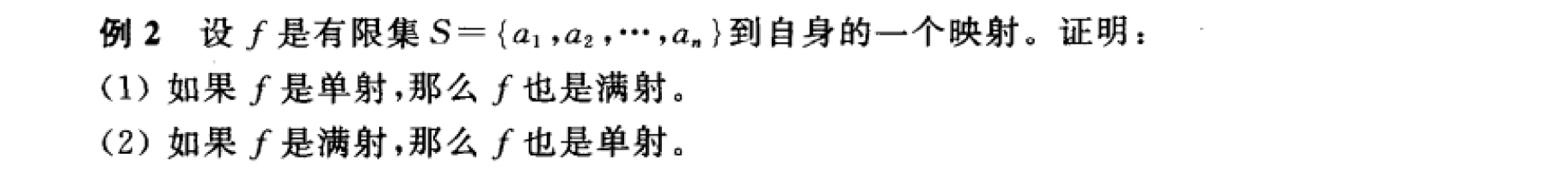 例 2 设 f 是有限集 S={a₁,a₂,…,aₙ}到自身的一个映射。证明：
(1) 如果 f 是单射,那么 f 也是满射。
(2) 如果 f 是满射,那么 f 也是单射。